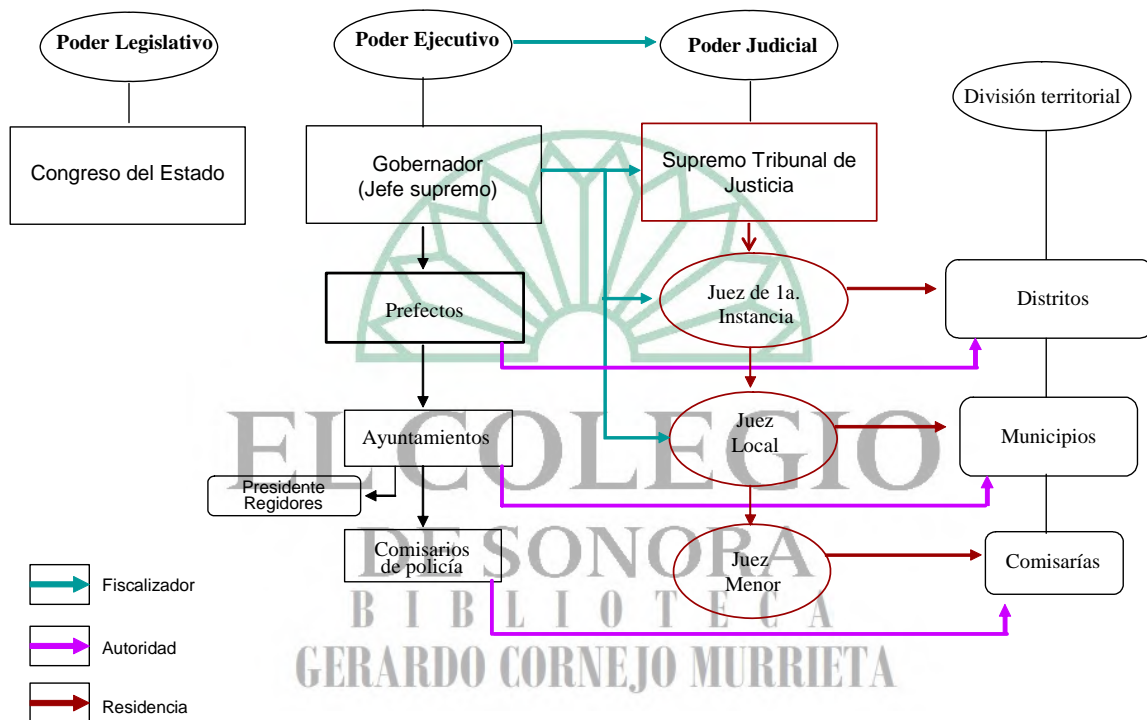 Poder Legislativo
Poder Ejecutivo
Poder Judicial
División territorial
Congreso del Estado
Gobernador
(Jefe supremo)
Supremo Tribunal de
Justicia
Prefectos
Juez de 1a.
Instancia
Distritos
Ayuntamientos
Juez
Local
Municipios
Presidente
Regidores
Comisarios
de policía
Juez
Menor
Comisarías
Fiscalizador
Autoridad
Residencia
EL COLEGIO
DE SONORA
BIBLIOTECA
GERARDO CORNEJO MURRIETA